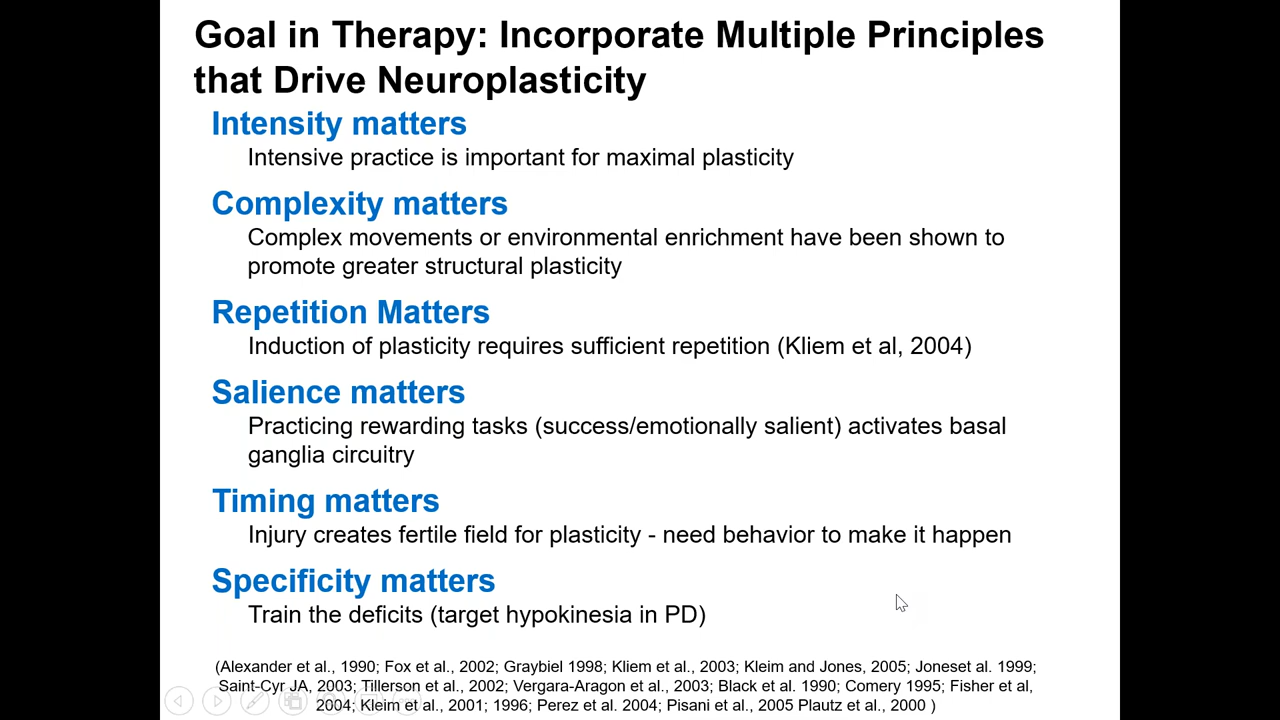 Goal in Therapy: Incorporate Multiple Principles
that Drive Neuroplasticity
Intensity matters
Intensive practice is important for maximal plasticity
Complexity matters
Complex movements or environmental enrichment have been shown to
promote greater structural plasticity
Repetition Matters
Induction of plasticity requires sufficient repetition (Kliem et al, 2004)
Salience matters
Practicing rewarding tasks (success/emotionally salient) activates basal
ganglia circuitry
Timing matters
Injury creates fertile field for plasticity - need behavior to make it happen
Specificity matters
Train the deficits (target hypokinesia in PD)
(Alexander et al., 1990; Fox et al., 2002; Graybiel 1998; Kliem et al., 2003; Kleim and Jones, 2005; Joneset al. 1999;
Saint-Cyr JA, 2003; Tillerson et al., 2002; Vergara-Aragon et al., 2003; Black et al. 1990; Comery 1995; Fisher et al,
2004; Kleim et al., 2001; 1996; Perez et al. 2004; Pisani et al., 2005 Plautz et al., 2000 )